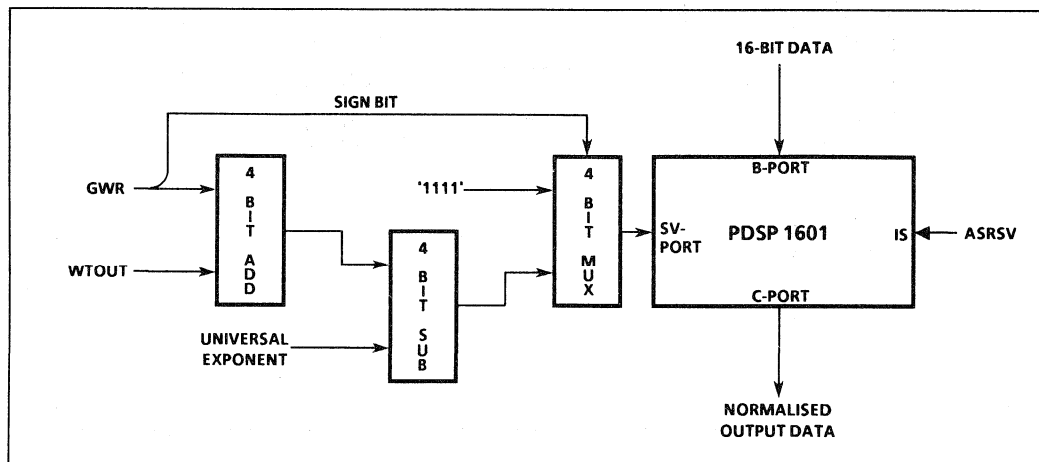 16-BIT DATA
SIGN BIT
GWR
WTOUT
4 BIT ADD
UNIVERSAL
EXPONENT
4 BIT SUB
'1111'
4 BIT MUX
B-PORT
SV-
PORT
PDSP 1601
IS
ASRSV
C-PORT
NORMALISED
OUTPUT DATA